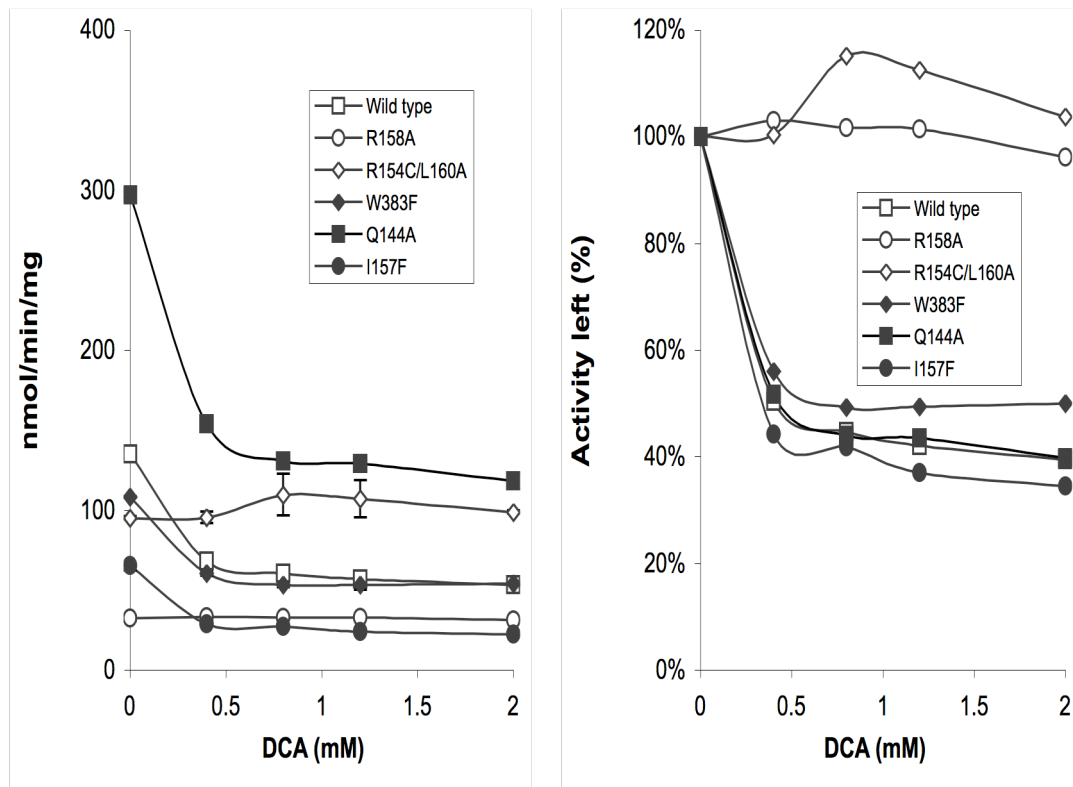 400
300
200
100
0
nmol/min/mg
Wild type
R158A
R154C/L160A
W383F
Q144A
I157F
0 0.5 1 1.5 2
DCA (mM)
120%
100%
80%
60%
40%
20%
0%
Activity left (%)
Wild type
R158A
R154C/L160A
W383F
Q144A
I157F
0 0.5 1 1.5 2
DCA (mM)